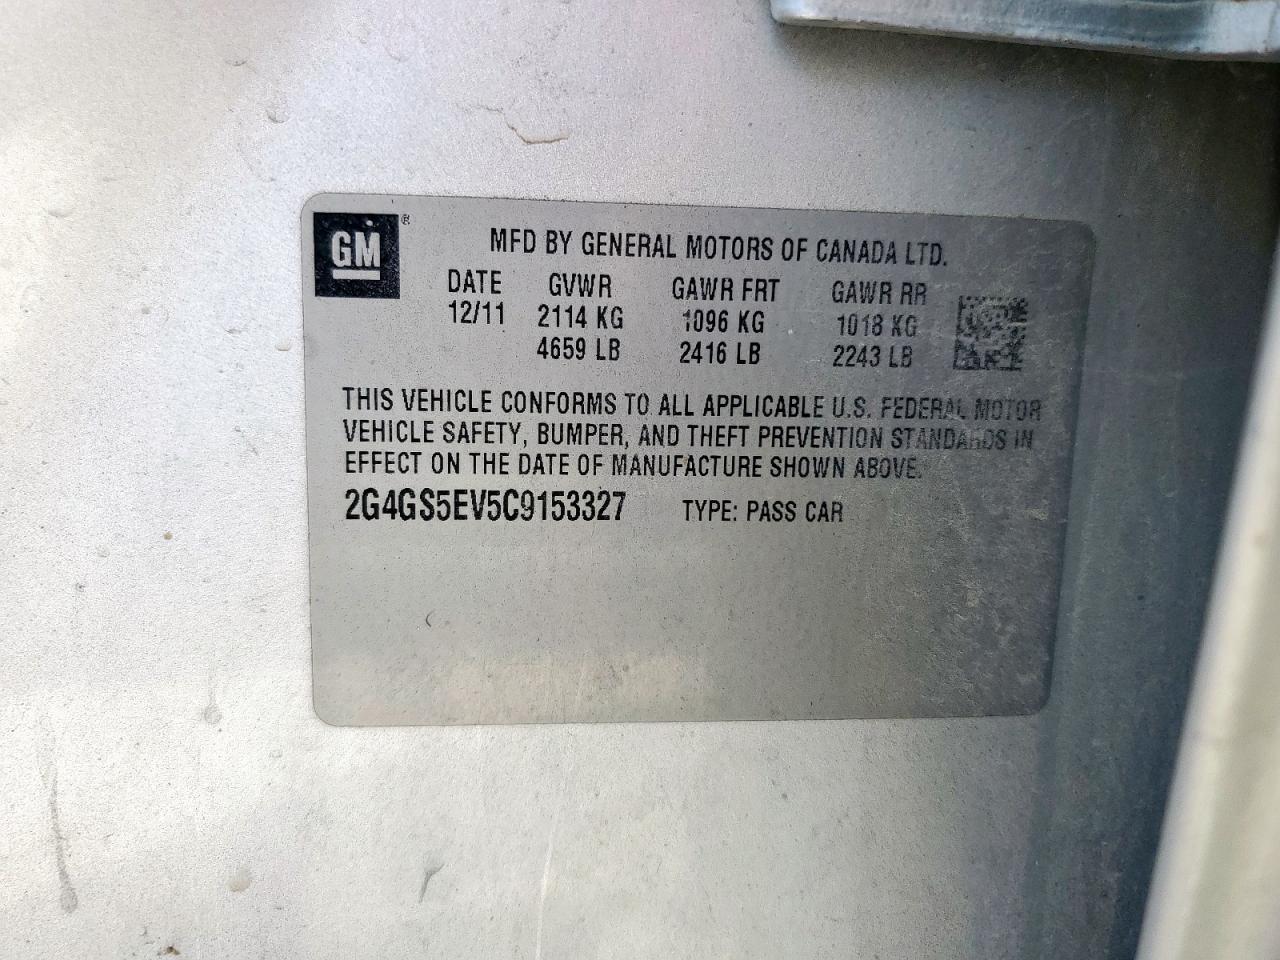 GM®
MFD BY GENERAL MOTORS OF CANADA LTD.
DATE GVWR GAWR FRT GAWR RR
12/11 2114 KG 1096 KG 1018 KG
4659 LB 2416 LB 2243 LB
THIS VEHICLE CONFORMS TO ALL APPLICABLE U.S. FEDERAL MOTOR
VEHICLE SAFETY, BUMPER, AND THEFT PREVENTION STANDARDS IN
EFFECT ON THE DATE OF MANUFACTURE SHOWN ABOVE.
2G4GS5EV5C9153327 TYPE: PASS CAR